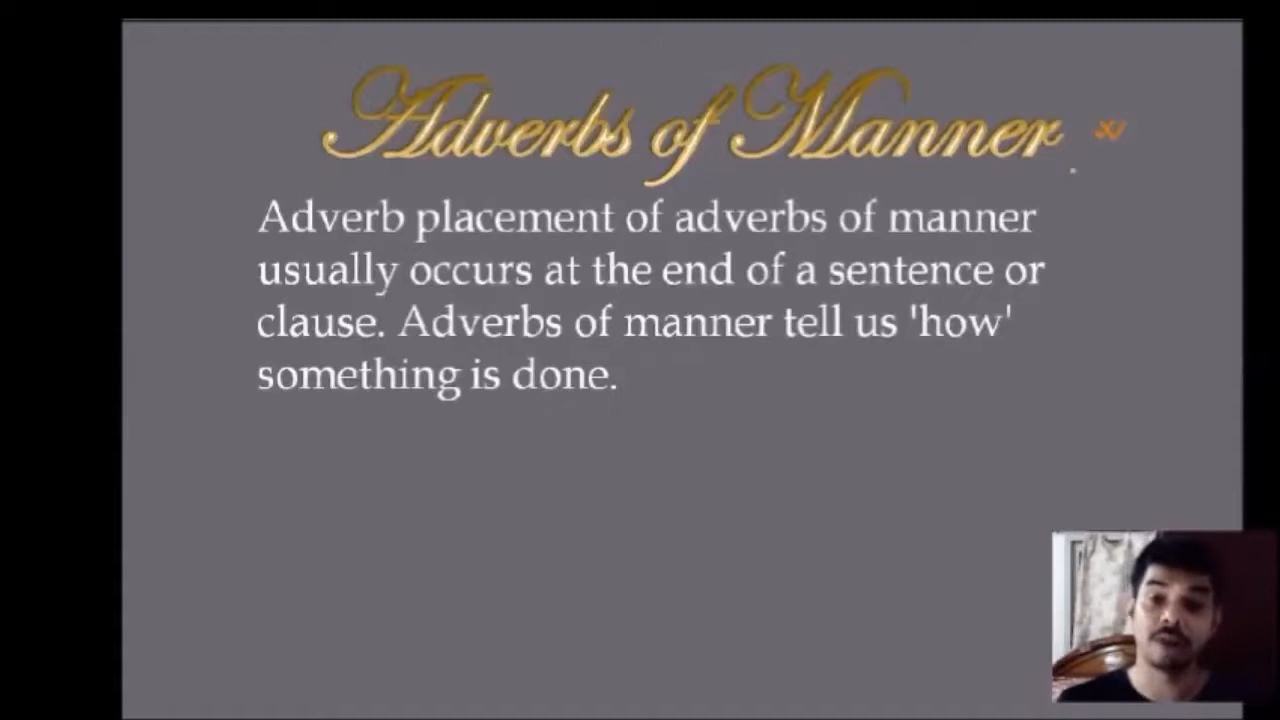 Adverbs of Manner
Adverb placement of adverbs of manner
usually occurs at the end of a sentence or
clause. Adverbs of manner tell us 'how'
something is done.